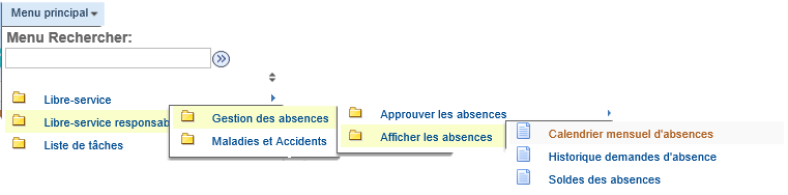 Menu principal
Menu Rechercher:
Libre-service
Libre-service responsab
Liste de tâches
Gestion des absences
Maladies et Accidents
Approuver les absences
Afficher les absences
Calendrier mensuel d'absences
Historique demandes d'absence
Soldes des absences